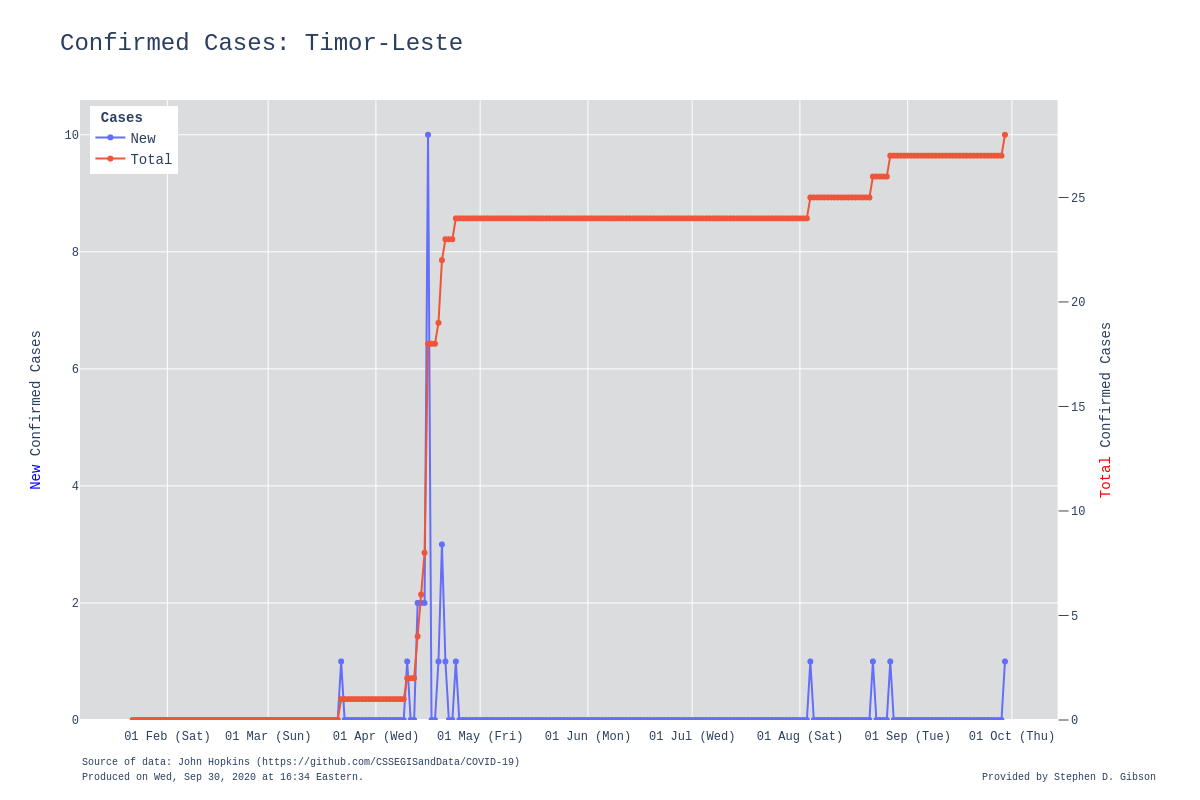 Confirmed Cases: Timor-Leste
Cases
New
Total
10
8
6
4
2
0
25
20
15
10
5
0
New Confirmed Cases
Total Confirmed Cases
01 Feb (Sat) 01 Mar (Sun) 01 Apr (Wed) 01 May (Fri) 01 Jun (Mon) 01 Jul (Wed) 01 Aug (Sat) 01 Sep (Tue) 01 Oct (Thu)
Source of data: John Hopkins (https://github.com/CSSEGISandData/COVID-19)
Produced on Wed, Sep 30, 2020 at 16:34 Eastern.
Provided by Stephen D. Gibson